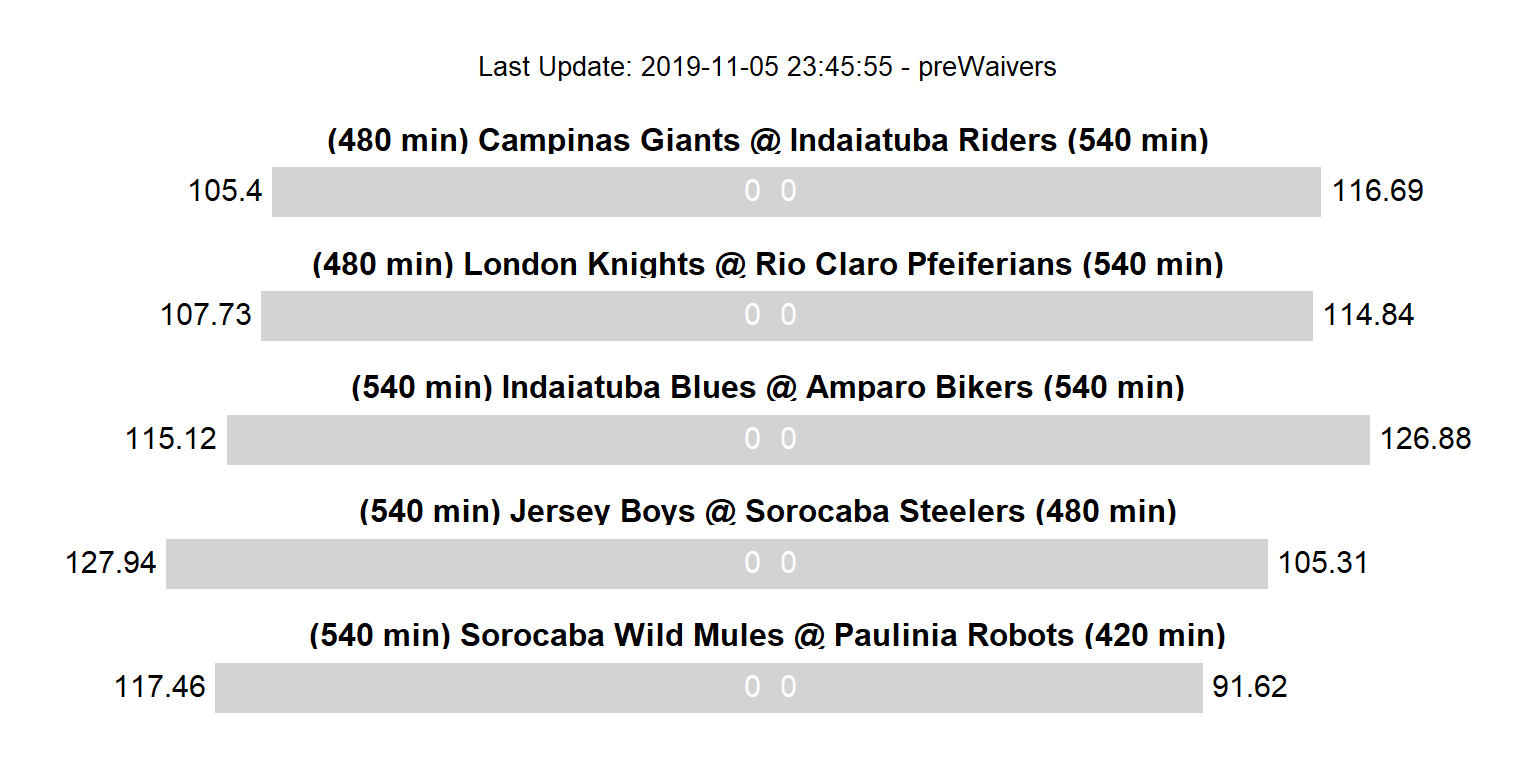 Last Update: 2019-11-05 23:45:55 - preWaivers
(480 min) Campinas Giants @ Indaiatuba Riders (540 min)
105.4 0 0 116.69
(480 min) London Knights @ Rio Claro Pfeiferians (540 min)
107.73 0 0 114.84
(540 min) Indaiatuba Blues @ Amparo Bikers (540 min)
115.12 0 0 126.88
(540 min) Jersey Boys @ Sorocaba Steelers (480 min)
127.94 0 0 105.31
(540 min) Sorocaba Wild Mules @ Paulinia Robots (420 min)
117.46 0 0 91.62